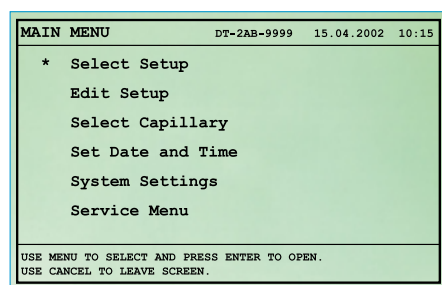 MAIN MENU DT-2AB-9999 15.04.2002 10:15
* Select Setup
Edit Setup
Select Capillary
Set Date and Time
System Settings
Service Menu
USE MENU TO SELECT AND PRESS ENTER TO OPEN.
USE CANCEL TO LEAVE SCREEN.